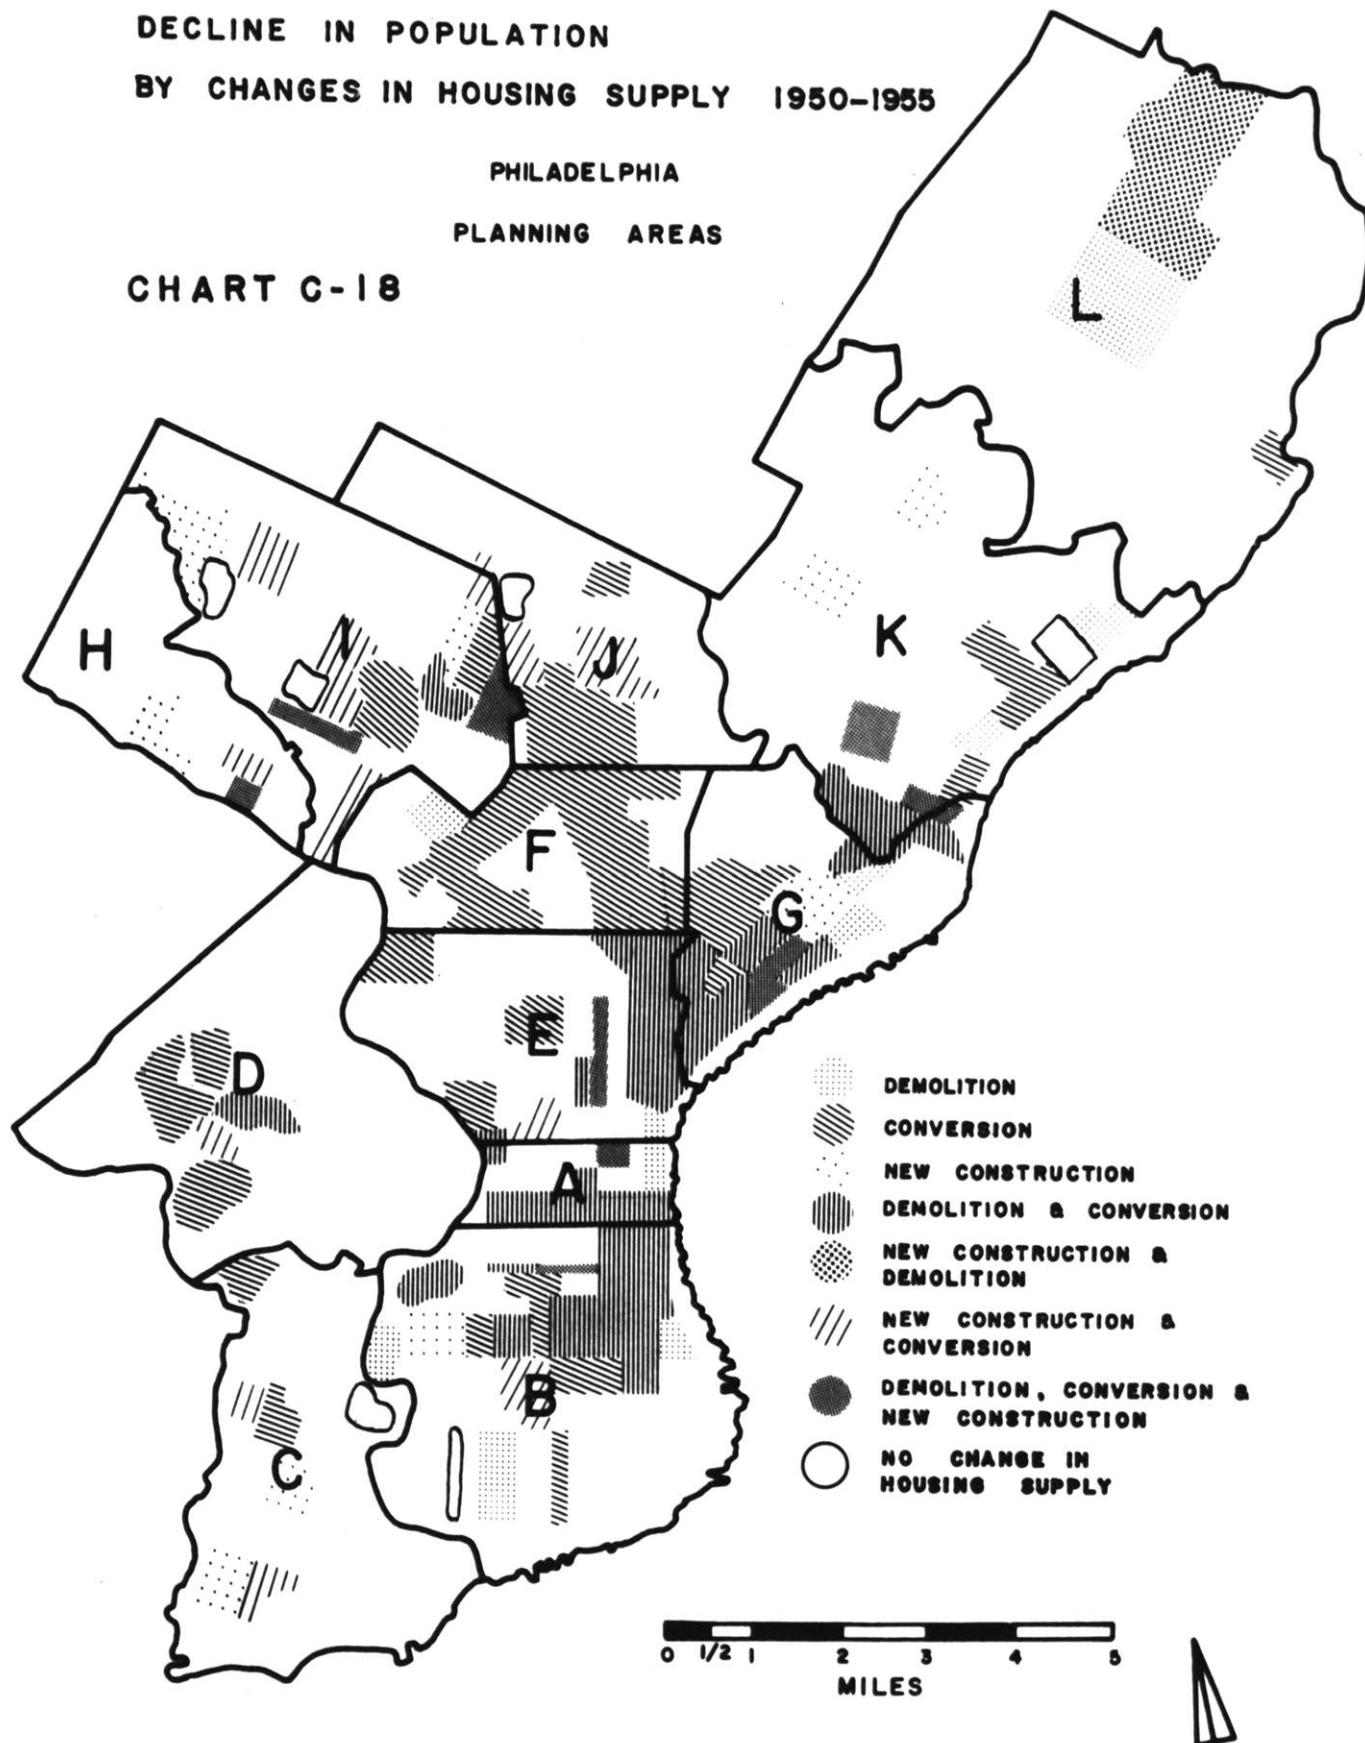 DECLINE IN POPULATION
BY CHANGES IN HOUSING SUPPLY 1950-1955
PHILADELPHIA
PLANNING AREAS
CHART C-18
L
K
H
I
J
F
G
E
D
A
B
C
DEMOLITION
CONVERSION
NEW CONSTRUCTION
DEMOLITION & CONVERSION
NEW CONSTRUCTION &
DEMOLITION
NEW CONSTRUCTION &
CONVERSION
DEMOLITION, CONVERSION &
NEW CONSTRUCTION
NO CHANGE IN
HOUSING SUPPLY
0 1/2 1 2 3 4 5
MILES